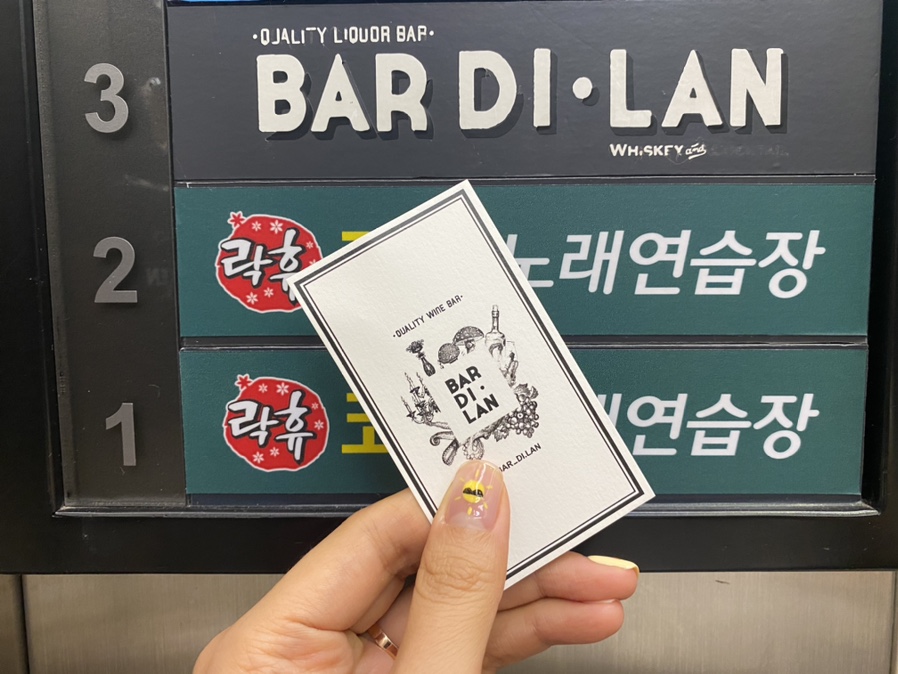 3
·QUALITY LIQUOR BAR·
BAR DI·LAN
WHISKEY and
2
락휴
노래연습장
1
락휴
래연습장
·QUALITY WINE BAR·
BAR
DI·
LAN
BAR_DI.LAN